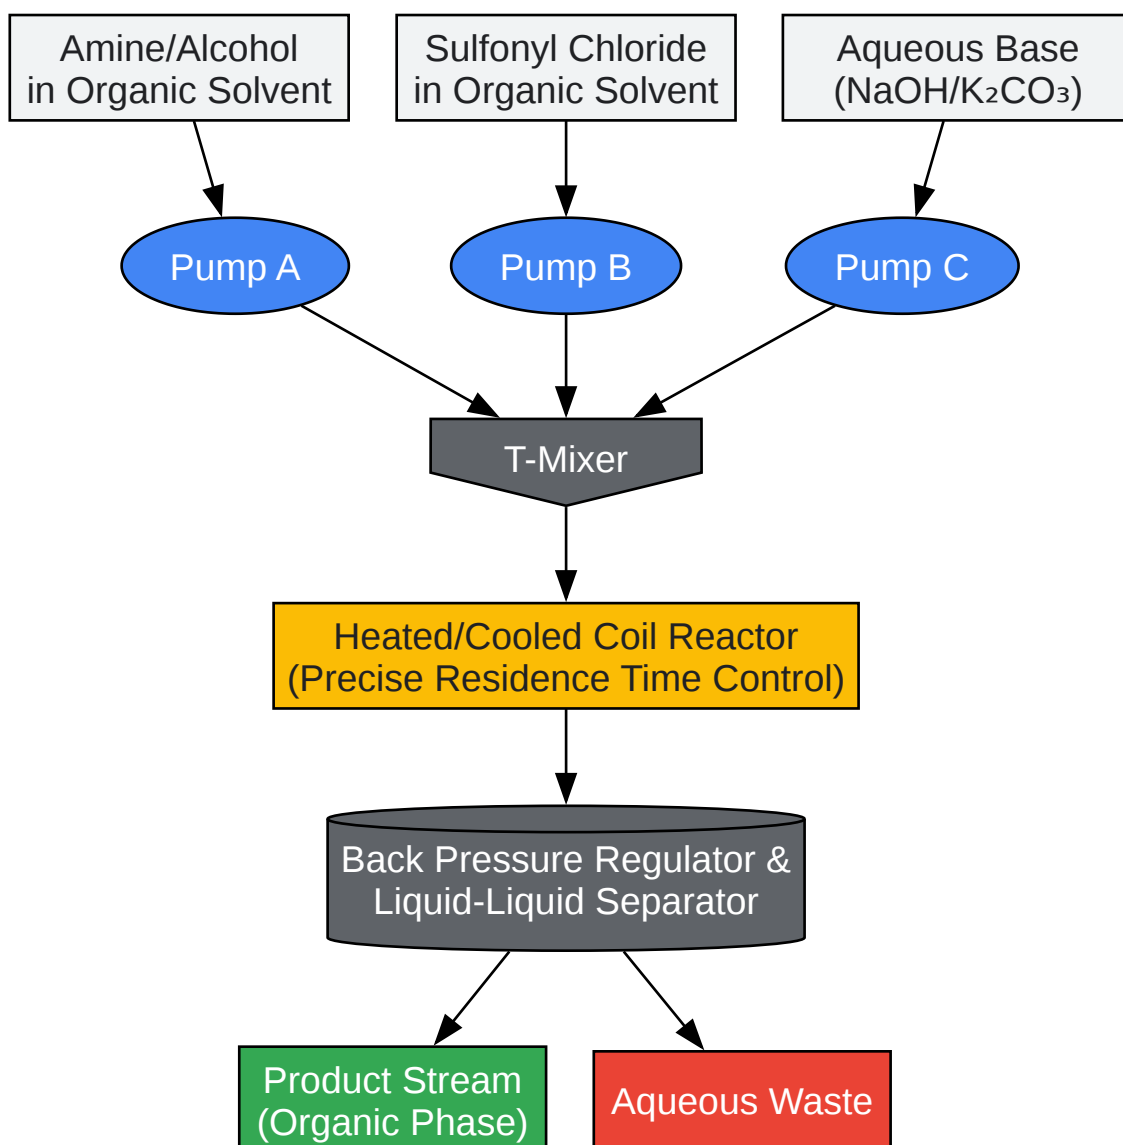 Amine/Alcohol
in Organic Solvent
Sulfonyl Chloride
in Organic Solvent
Aqueous Base
(NaOH/K₂CO₃)
Pump A
Pump B
Pump C
T-Mixer
Heated/Cooled Coil Reactor
(Precise Residence Time Control)
Back Pressure Regulator &
Liquid-Liquid Separator
Product Stream
(Organic Phase)
Aqueous Waste